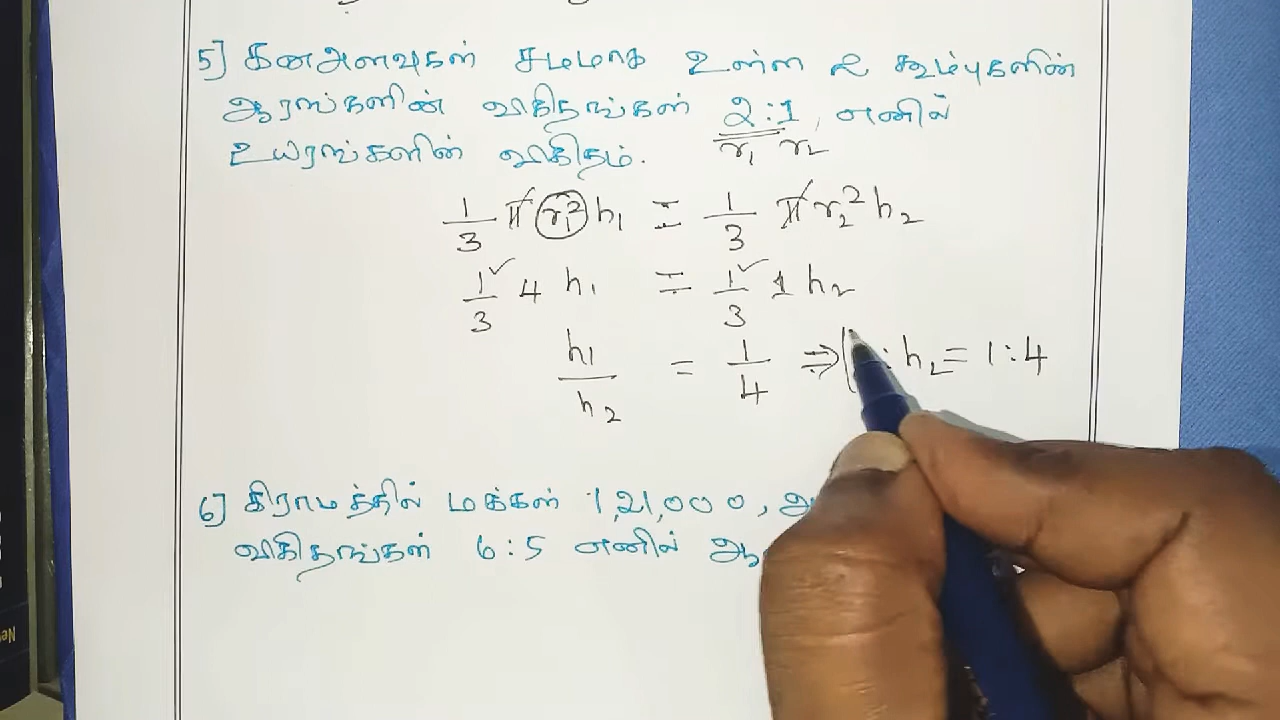 5] கனஅளவுகள் சமமாக உள்ள 2 கூம்புகளின்
ஆரங்களின் விகிதங்கள் 2:1, எனில்
r₁ r₂
உயரங்களின் விகிதம்.
1/3 π r₁² h₁ = 1/3 π r₂² h₂
1/3 4 h₁ = 1/3 1 h₂
h₁/h₂ = 1/4 ⇒ : h₂ = 1:4
6] கிராமத்தில் மக்கள் 1,21,000,
விகிதங்கள் 6:5 எனில்